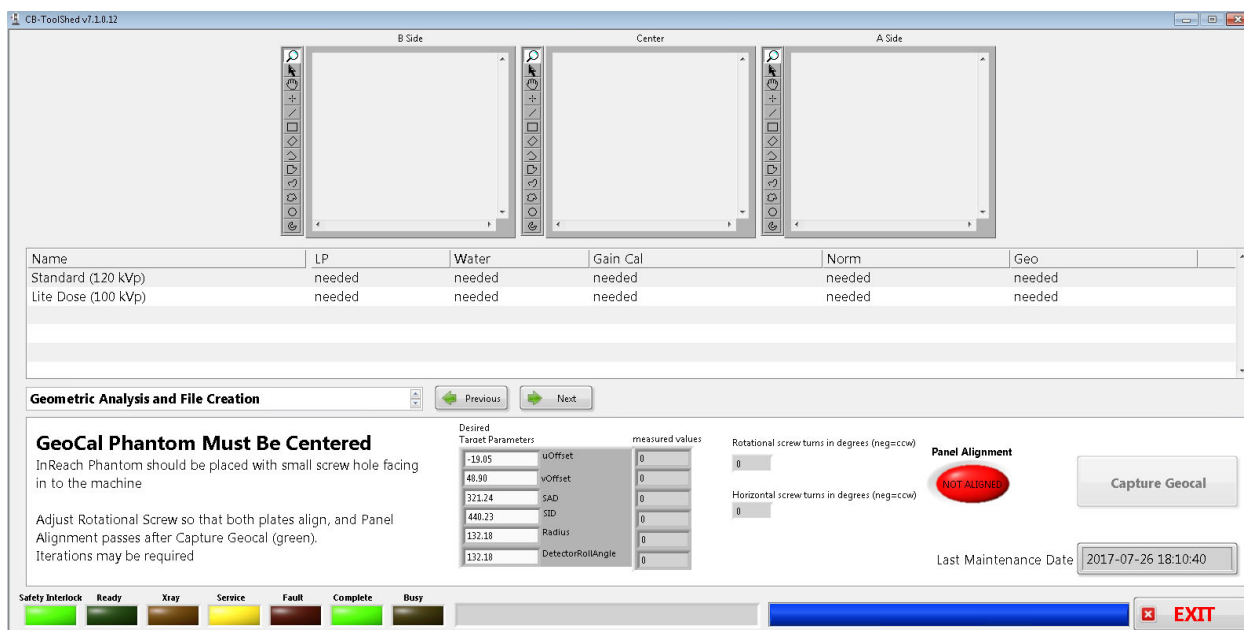 CB-ToolShed v7.1.0.12
B Side
Center
A Side
Name LP Water Gain Cal Norm Geo
Standard (120 kVp) needed needed needed needed needed
Lite Dose (100 kVp) needed needed needed needed needed
Geometric Analysis and File Creation
Previous
Next
GeoCal Phantom Must Be Centered
InReach Phantom should be placed with small screw hole facing
in to the machine
Adjust Rotational Screw so that both plates align, and Panel
Alignment passes after Capture Geocal (green).
Iterations may be required
Desired
Target Parameters
measured values
-19.05 uOffset 0
48.90 vOffset 0
321.24 SAD 0
440.23 SID 0
132.18 Radius 0
132.18 DetectorRollAngle 0
Rotational screw turns in degrees (neg=ccw)
0
Horizontal screw turns in degrees (neg=ccw)
0
Panel Alignment
NOT ALIGNED
Capture Geocal
Last Maintenance Date 2017-07-26 18:10:40
Safety Interlock Ready Xray Service Fault Complete Busy
EXIT